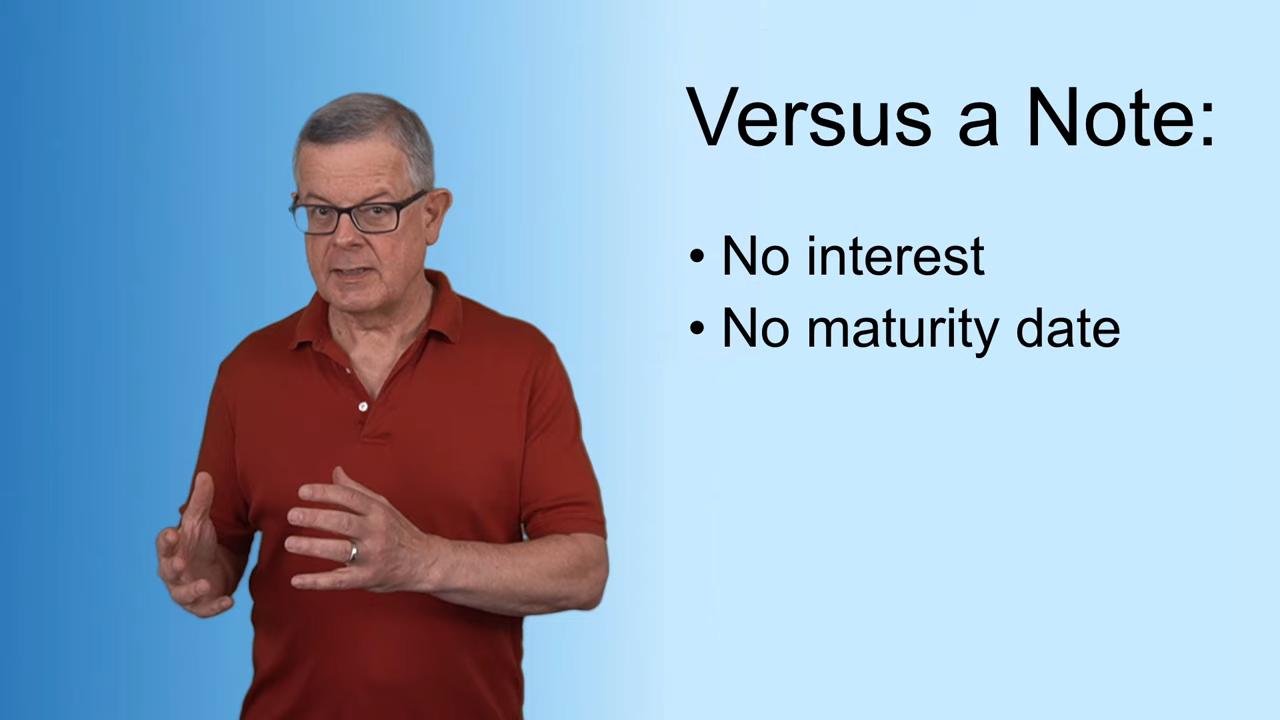 Versus a Note:
• No interest
• No maturity date